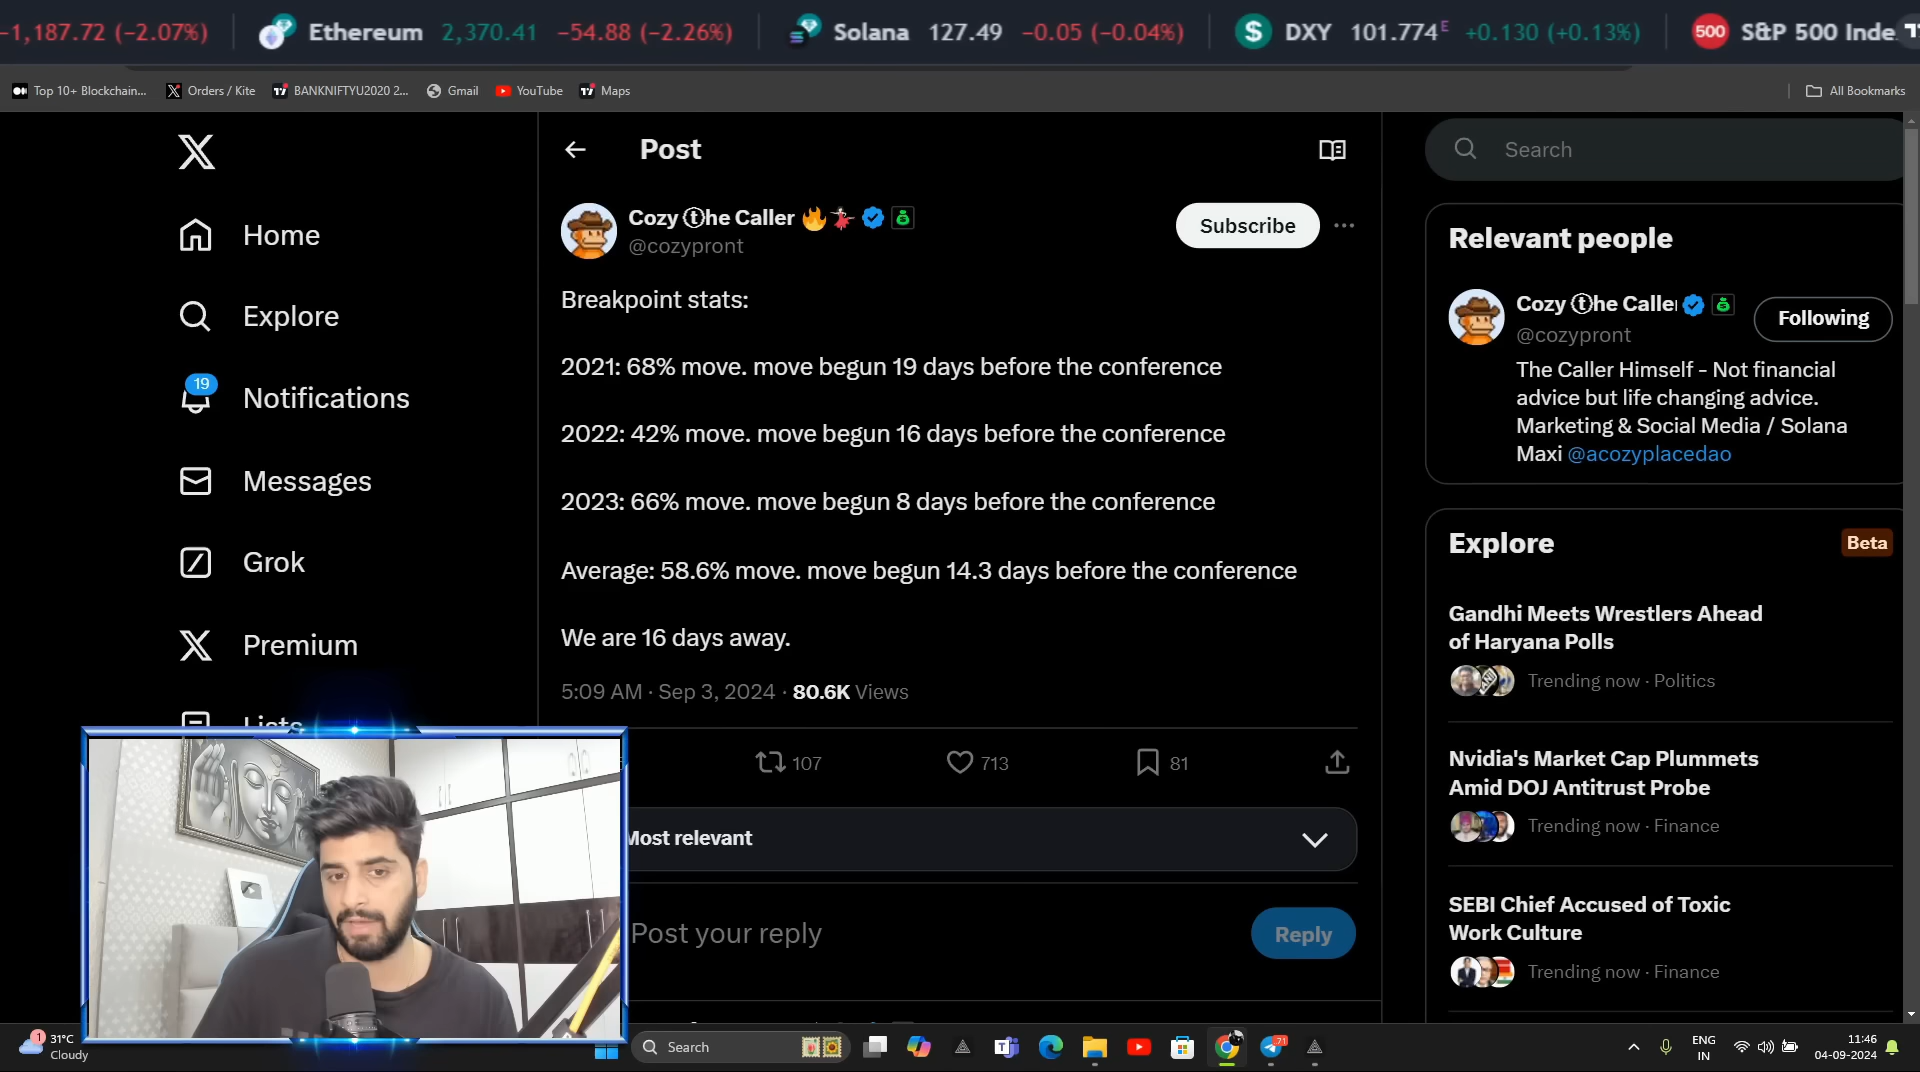 -1,187.72 (-2.07%)
Ethereum 2,370.41 -54.88 (-2.26%)
Solana 127.49 -0.05 (-0.04%)
DXY 101.774 E +0.130 (+0.13%)
500 S&P 500 Inde
Top 10+ Blockchain...
Orders / Kite
BANKNIFTYU2020 2...
Gmail
YouTube
Maps
All Bookmarks
Home
Explore
19
Notifications
Messages
Grok
Premium
Lists
Post
Cozy ⓣhe Caller
@cozypront
Subscribe
Breakpoint stats:
2021: 68% move. move begun 19 days before the conference
2022: 42% move. move begun 16 days before the conference
2023: 66% move. move begun 8 days before the conference
Average: 58.6% move. move begun 14.3 days before the conference
We are 16 days away.
5:09 AM · Sep 3, 2024 · 80.6K Views
107
713
81
Most relevant
Post your reply
Reply
Search
Relevant people
Cozy ⓣhe Caller
@cozypront
Following
The Caller Himself - Not financial
advice but life changing advice.
Marketing & Social Media / Solana
Maxi @acozyplacedao
Explore
Beta
Gandhi Meets Wrestlers Ahead
of Haryana Polls
Trending now · Politics
Nvidia's Market Cap Plummets
Amid DOJ Antitrust Probe
Trending now · Finance
SEBI Chief Accused of Toxic
Work Culture
Trending now · Finance
1
31°C
Cloudy
Search
71
ENG
IN
11:46
04-09-2024